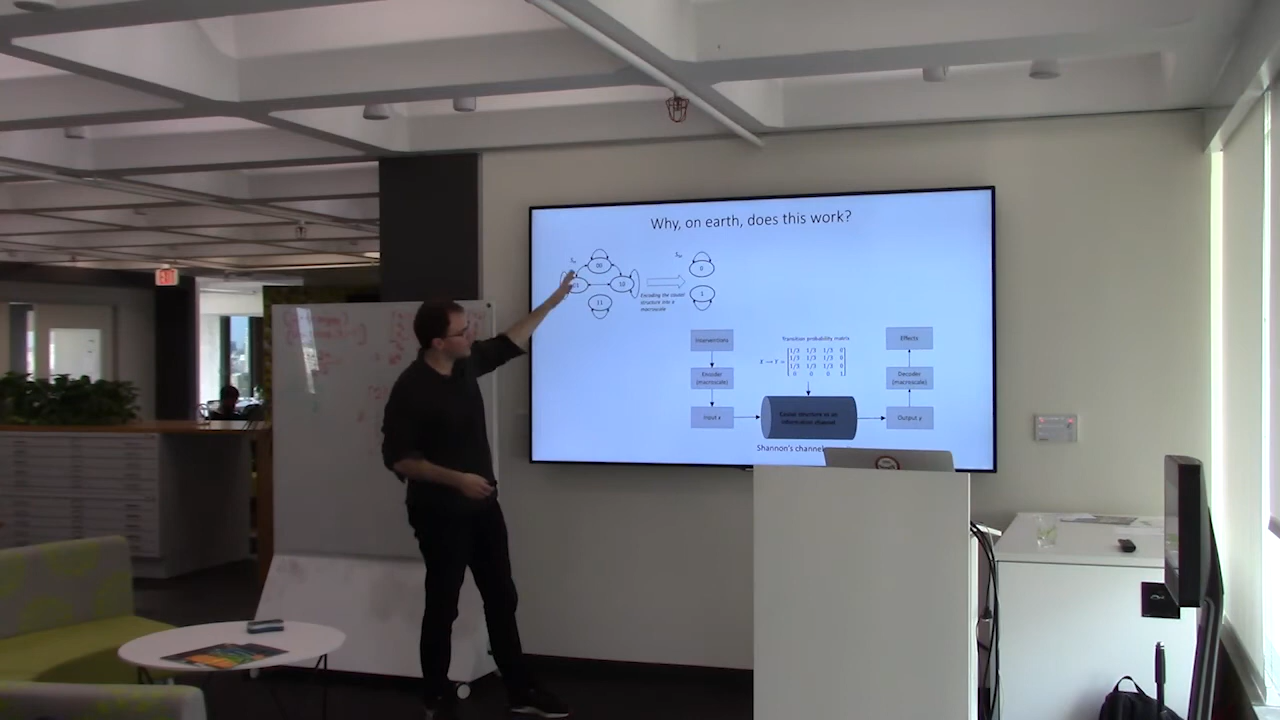 Why, on earth, does this work?
S
00
01
10
11
Encoding the causal
structure into a
macroscale
S
0
1
Interventions
Encoder
(macroscale)
Input x
Transition probability matrix
X → Y =
1/3 1/3 1/3 0
1/3 1/3 1/3 0
1/3 1/3 1/3 0
0 0 0 1
Causal structure as an
information channel
Effects
Decoder
(macroscale)
Output y
Shannon's channel
EXIT